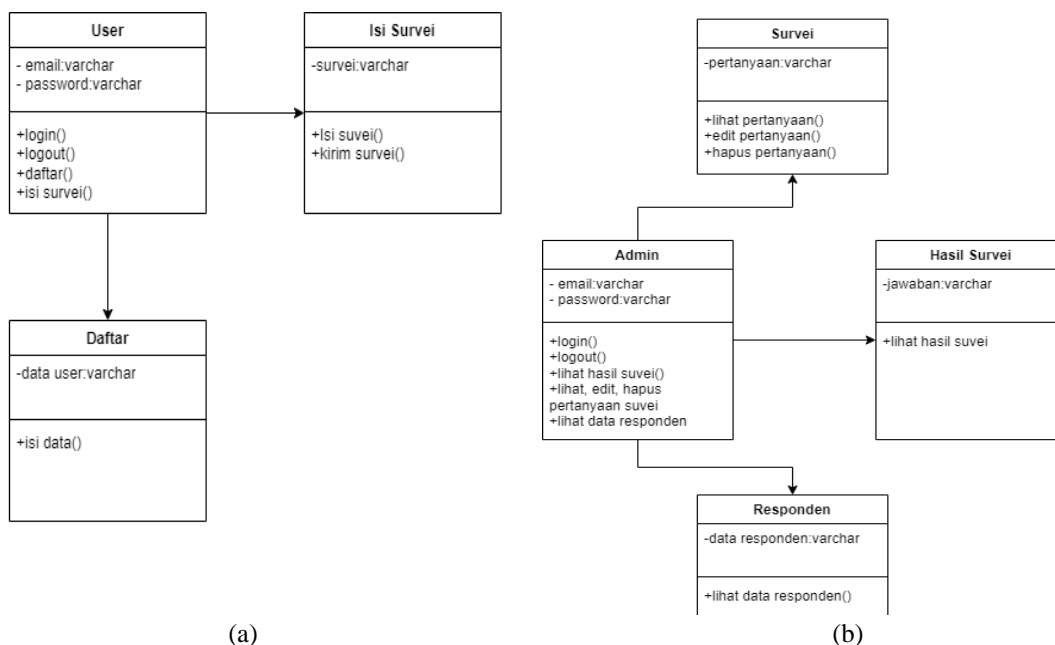 User
- email:varchar
- password:varchar
+login()
+logout()
+daftar()
+isi survei()
Isi Survei
-survei:varchar
+Isi suvei()
+kirim survei()
Daftar
-data user:varchar
+isi data()
(a)
Survei
-pertanyaan:varchar
+lihat pertanyaan()
+edit pertanyaan()
+hapus pertanyaan()
Admin
- email:varchar
- password:varchar
+login()
+logout()
+lihat hasil suvei()
+lihat, edit, hapus
pertanyaan suvei
+lihat data responden
Hasil Survei
-jawaban:varchar
+lihat hasil suvei
Responden
-data responden:varchar
+lihat data responden()
(b)